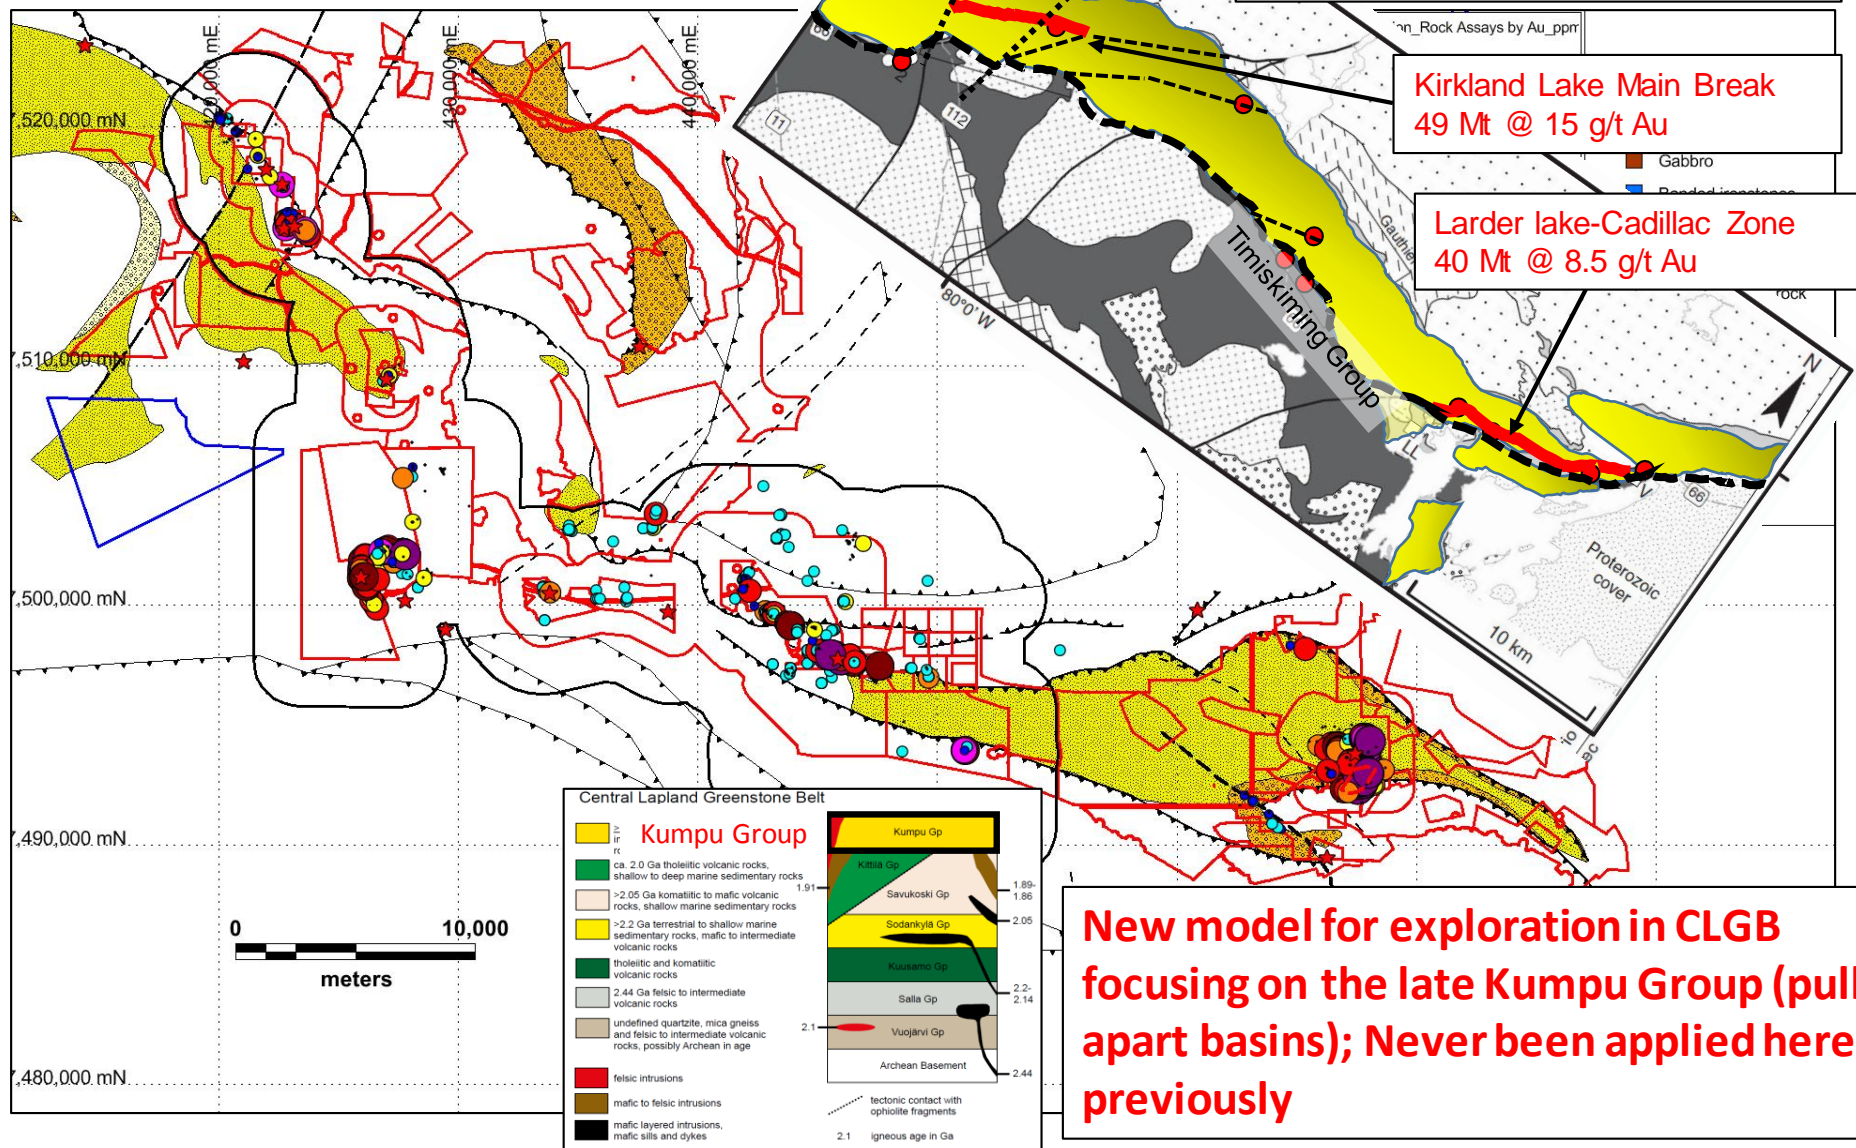 420,000 mE
430,000 mE
440,000 mE
,520,000 mN
,510,000 mN
,500,000 mN
,490,000 mN
,480,000 mN
on_Rock Assays by Au_ppm
Kirkland Lake Main Break
49 Mt @ 15 g/t Au
Gabbro
Larder lake-Cadillac Zone
40 Mt @ 8.5 g/t Au
rock
66
11
112
80°0' W
Timiskiming Group
Gauthier
LL
N
66
Proterozoic
cover
10 km
0 10,000
meters
Central Lapland Greenstone Belt
Kumpu Group
ca. 2.0 Ga tholeiitic volcanic rocks,
shallow to deep marine sedimentary rocks
>2.05 Ga komatiitic to mafic volcanic
rocks, shallow marine sedimentary rocks
>2.2 Ga terrestrial to shallow marine
sedimentary rocks, mafic to intermediate
volcanic rocks
tholeiitic and komatiitic
volcanic rocks
2.44 Ga felsic to intermediate
volcanic rocks
undefined quartzite, mica gneiss
and felsic to intermediate volcanic
rocks, possibly Archean in age
felsic intrusions
mafic to felsic intrusions
mafic layered intrusions,
mafic sills and dykes
Kumpu Gp
Kittilä Gp
1.91
Savukoski Gp
1.89-
1.86
2.05
Sodankylä Gp
Kuusamo Gp
2.2-
2.14
Salla Gp
2.1
Vuojärvi Gp
Archean Basement
2.44
tectonic contact with
ophiolite fragments
2.1 igneous age in Ga
New model for exploration in CLGB
focusing on the late Kumpu Group (pull
apart basins); Never been applied here
previously